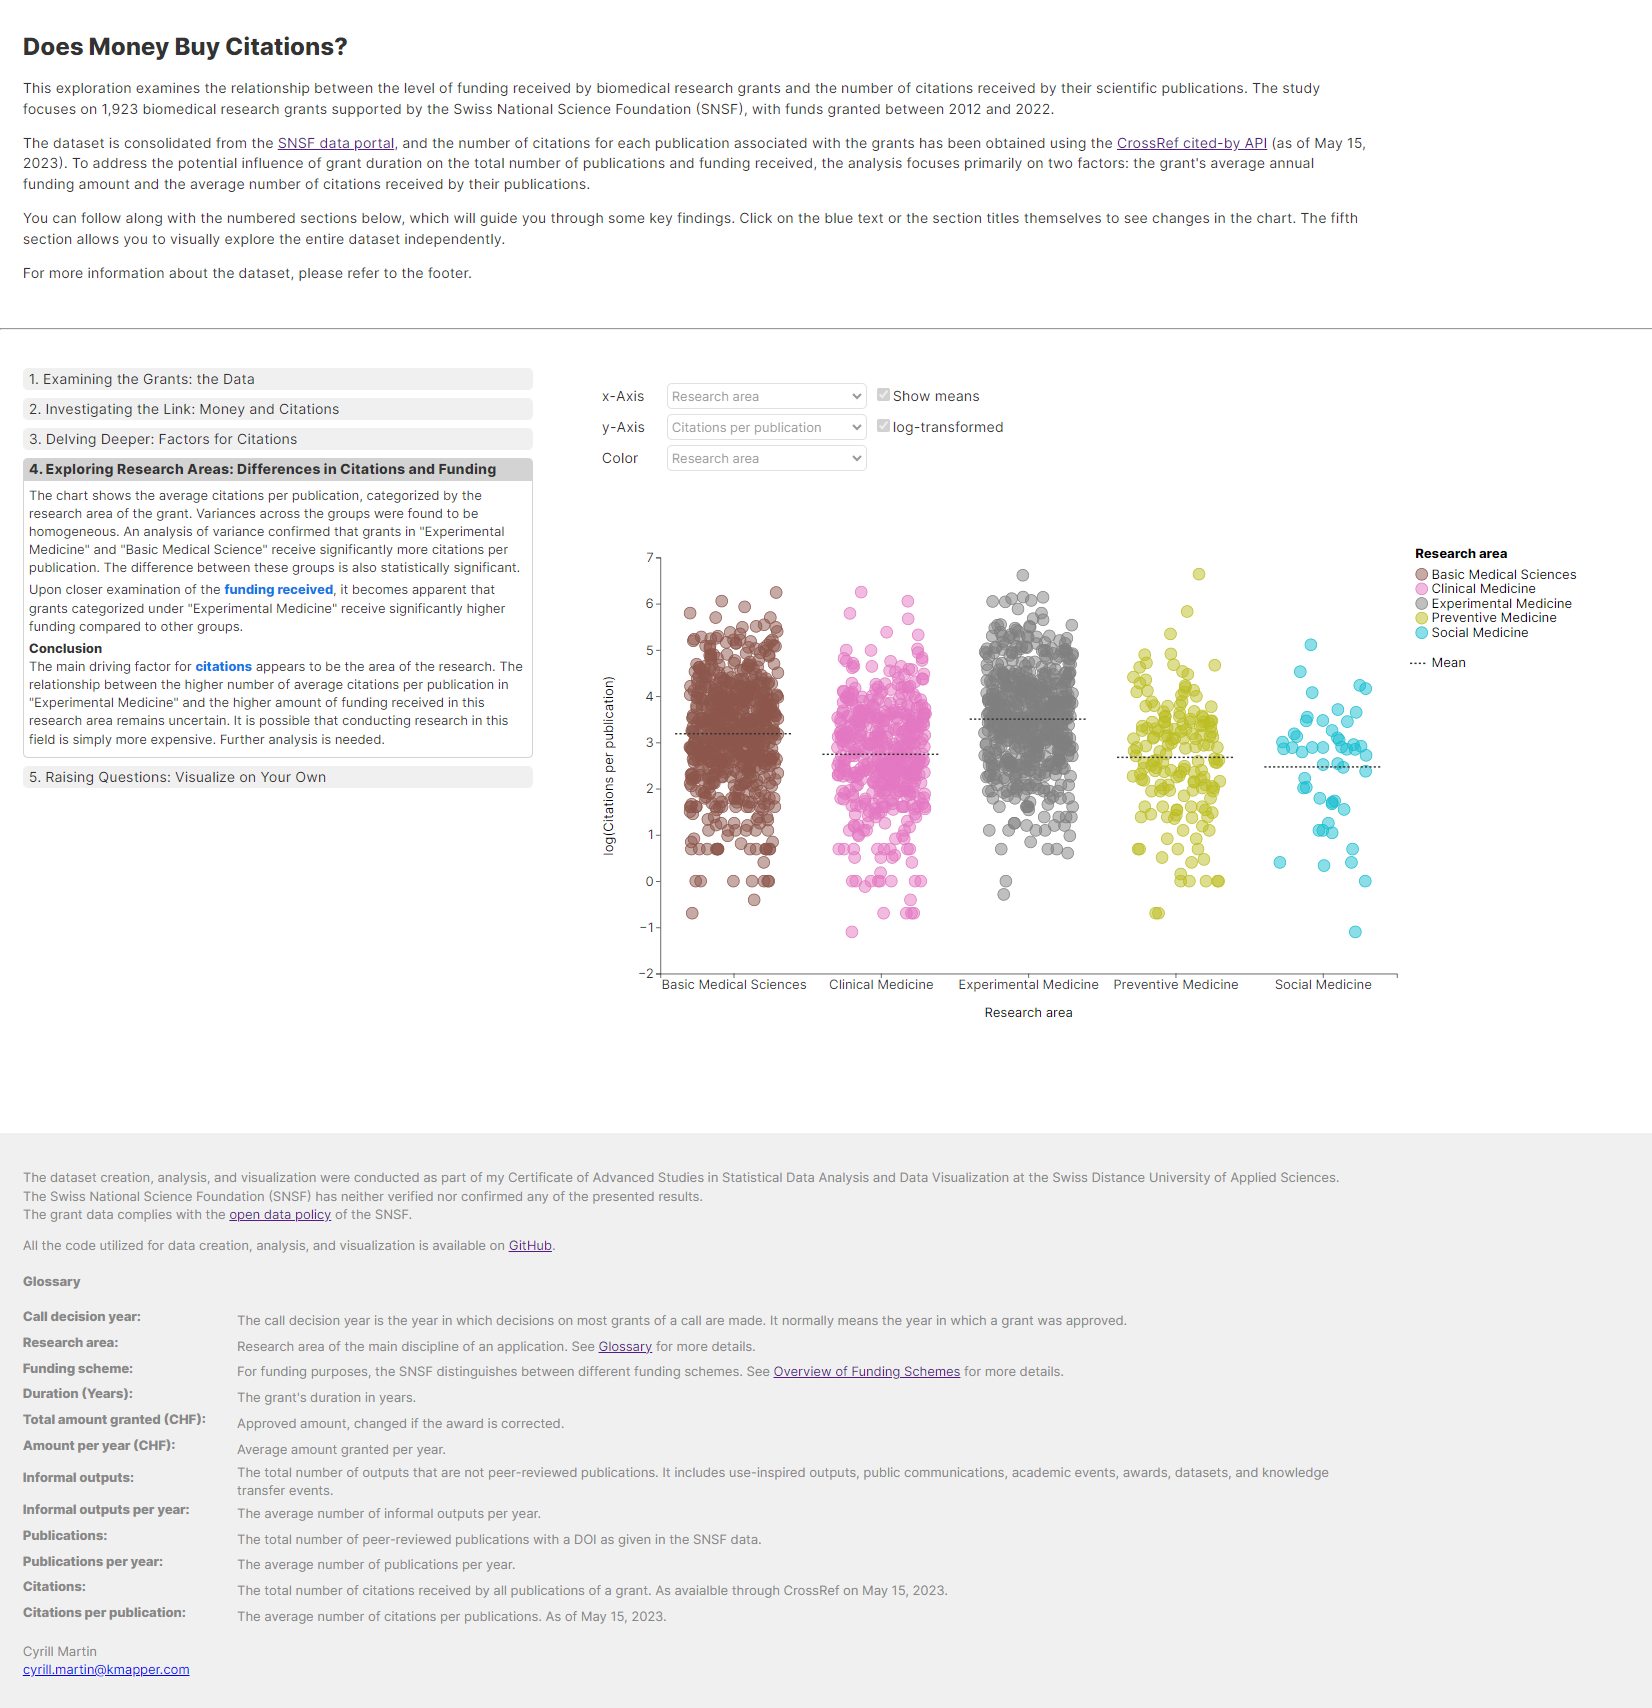 Does Money Buy Citations?
This exploration examines the relationship between the level of funding received by biomedical research grants and the number of citations received by their scientific publications. The study
focuses on 1,923 biomedical research grants supported by the Swiss National Science Foundation (SNSF), with funds granted between 2012 and 2022.
The dataset is consolidated from the SNSF data portal, and the number of citations for each publication associated with the grants has been obtained using the CrossRef cited-by API (as of May 15,
2023). To address the potential influence of grant duration on the total number of publications and funding received, the analysis focuses primarily on two factors: the grant's average annual
funding amount and the average number of citations received by their publications.
You can follow along with the numbered sections below, which will guide you through some key findings. Click on the blue text or the section titles themselves to see changes in the chart. The fifth
section allows you to visually explore the entire dataset independently.
For more information about the dataset, please refer to the footer.
1. Examining the Grants: the Data
2. Investigating the Link: Money and Citations
3. Delving Deeper: Factors for Citations
4. Exploring Research Areas: Differences in Citations and Funding
The chart shows the average citations per publication, categorized by the
research area of the grant. Variances across the groups were found to be
homogeneous. An analysis of variance confirmed that grants in "Experimental
Medicine" and "Basic Medical Science" receive significantly more citations per
publication. The difference between these groups is also statistically significant.
Upon closer examination of the funding received, it becomes apparent that
grants categorized under "Experimental Medicine" receive significantly higher
funding compared to other groups.
Conclusion
The main driving factor for citations appears to be the area of the research. The
relationship between the higher number of average citations per publication in
"Experimental Medicine" and the higher amount of funding received in this
research area remains uncertain. It is possible that conducting research in this
field is simply more expensive. Further analysis is needed.
5. Raising Questions: Visualize on Your Own
x-Axis Research area Show means
y-Axis Citations per publication log-transformed
Color Research area
log(Citations per publication)
7
6
5
4
3
2
1
0
−1
−2
Basic Medical Sciences Clinical Medicine Experimental Medicine Preventive Medicine Social Medicine
Research area
Research area
Basic Medical Sciences
Clinical Medicine
Experimental Medicine
Preventive Medicine
Social Medicine
Mean
The dataset creation, analysis, and visualization were conducted as part of my Certificate of Advanced Studies in Statistical Data Analysis and Data Visualization at the Swiss Distance University of Applied Sciences.
The Swiss National Science Foundation (SNSF) has neither verified nor confirmed any of the presented results.
The grant data complies with the open data policy of the SNSF.
All the code utilized for data creation, analysis, and visualization is available on GitHub.
Glossary
Call decision year: The call decision year is the year in which decisions on most grants of a call are made. It normally means the year in which a grant was approved.
Research area: Research area of the main discipline of an application. See Glossary for more details.
Funding scheme: For funding purposes, the SNSF distinguishes between different funding schemes. See Overview of Funding Schemes for more details.
Duration (Years): The grant's duration in years.
Total amount granted (CHF): Approved amount, changed if the award is corrected.
Amount per year (CHF): Average amount granted per year.
Informal outputs: The total number of outputs that are not peer-reviewed publications. It includes use-inspired outputs, public communications, academic events, awards, datasets, and knowledge
transfer events.
Informal outputs per year: The average number of informal outputs per year.
Publications: The total number of peer-reviewed publications with a DOI as given in the SNSF data.
Publications per year: The average number of publications per year.
Citations: The total number of citations received by all publications of a grant. As avaialble through CrossRef on May 15, 2023.
Citations per publication: The average number of citations per publications. As of May 15, 2023.
Cyrill Martin
cyrill.martin@kmapper.com